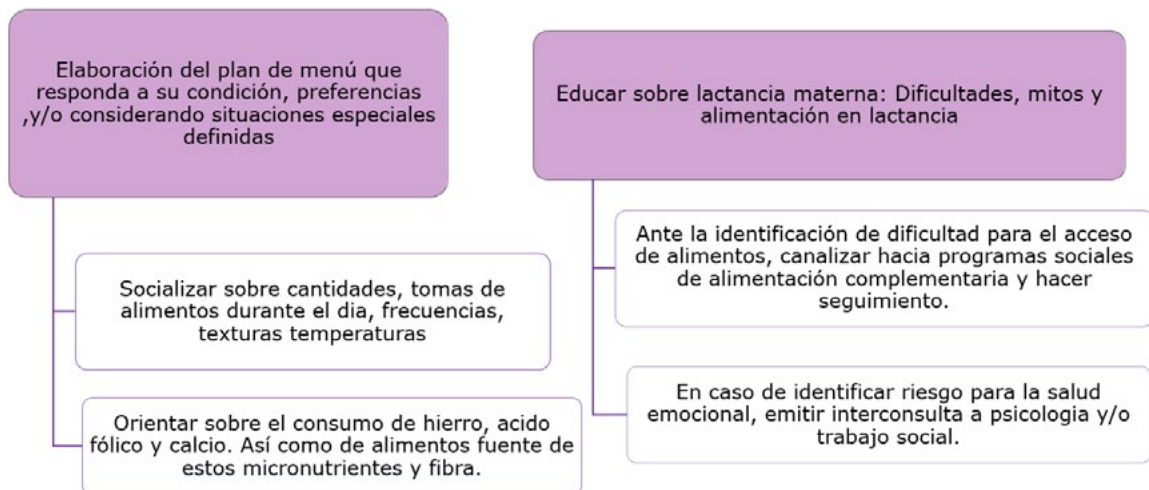 Elaboración del plan de menú que
responda a su condición, preferencias
,y/o considerando situaciones especiales
definidas
Socializar sobre cantidades, tomas de
alimentos durante el dia, frecuencias,
texturas temperaturas
Orientar sobre el consumo de hierro, acido
fólico y calcio. Así como de alimentos fuente de
estos micronutrientes y fibra.
Educar sobre lactancia materna: Dificultades, mitos y
alimentación en lactancia
Ante la identificación de dificultad para el acceso
de alimentos, canalizar hacia programas sociales
de alimentación complementaria y hacer
seguimiento.
En caso de identificar riesgo para la salud
emocional, emitir interconsulta a psicologia y/o
trabajo social.